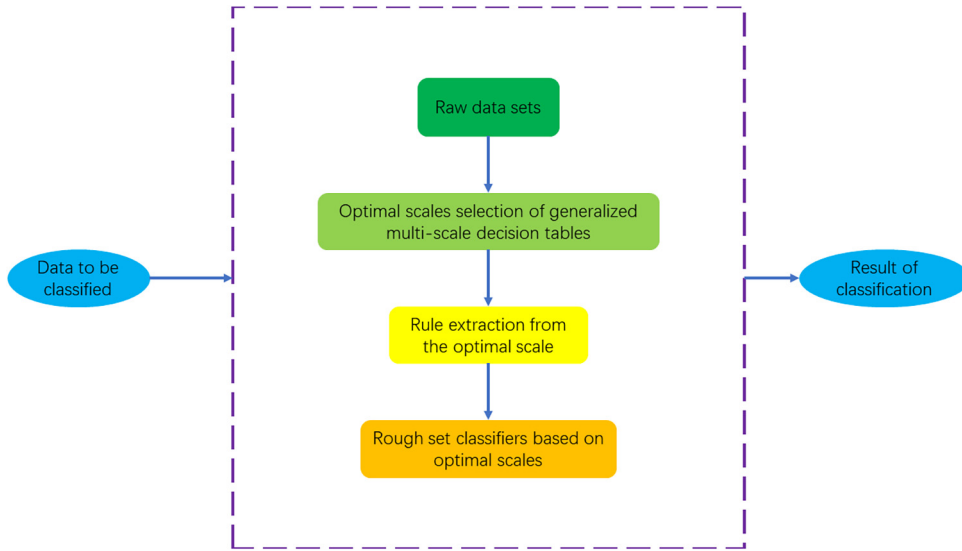 Raw data sets
Optimal scales selection of generalized
multi-scale decision tables
Data to be
classified
Result of
classification
Rule extraction from
the optimal scale
Rough set classifiers based on
optimal scales